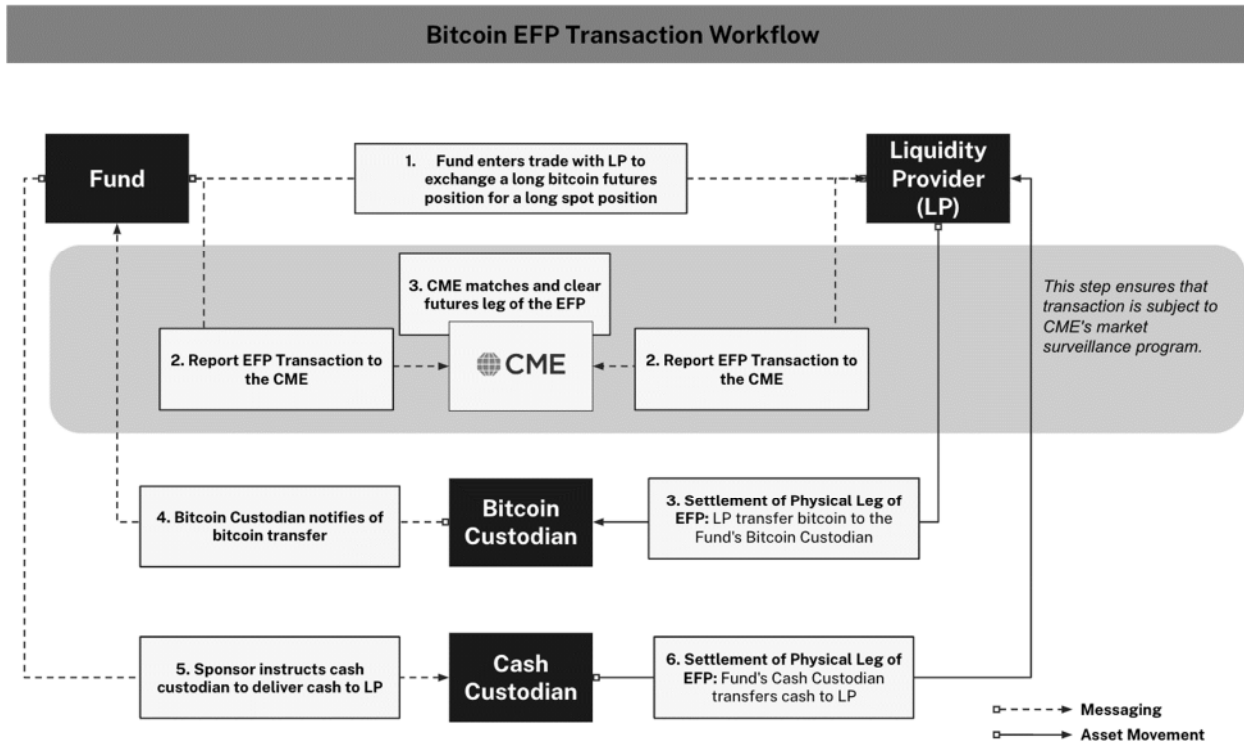 Bitcoin EFP Transaction Workflow
Fund
1. Fund enters trade with LP to
exchange a long bitcoin futures
position for a long spot position
Liquidity
Provider
(LP)
3. CME matches and clear
futures leg of the EFP
This step ensures that
transaction is subject to
CME's market
surveillance program.
2. Report EFP Transaction to
the CME
CME
2. Report EFP Transaction to
the CME
4. Bitcoin Custodian notifies of
bitcoin transfer
Bitcoin
Custodian
3. Settlement of Physical Leg of
EFP: LP transfer bitcoin to the
Fund's Bitcoin Custodian
5. Sponsor instructs cash
custodian to deliver cash to LP
Cash
Custodian
6. Settlement of Physical Leg of
EFP: Fund's Cash Custodian
transfers cash to LP
Messaging
Asset Movement